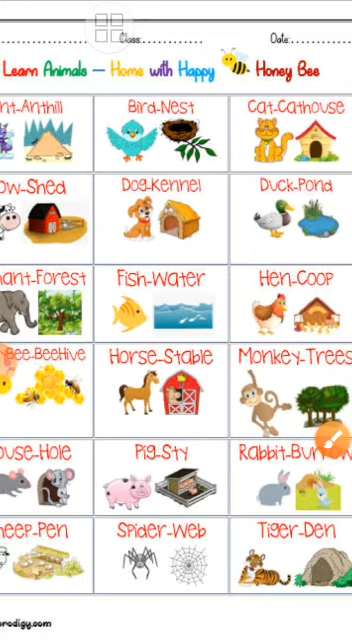 Class:.............. Date:..............
Learn Animals — Home with Happy Honey Bee
nt-Anthill Bird-Nest Cat-Cathouse
ow-Shed Dog-Kennel Duck-Pond
hant-Forest Fish-Water Hen-Coop
Bee-Beehive Horse-Stable Monkey-Trees
ouse-Hole Pig-Sty Rabbit-Burrow
heep-Pen Spider-Web Tiger-Den
prodigy.com